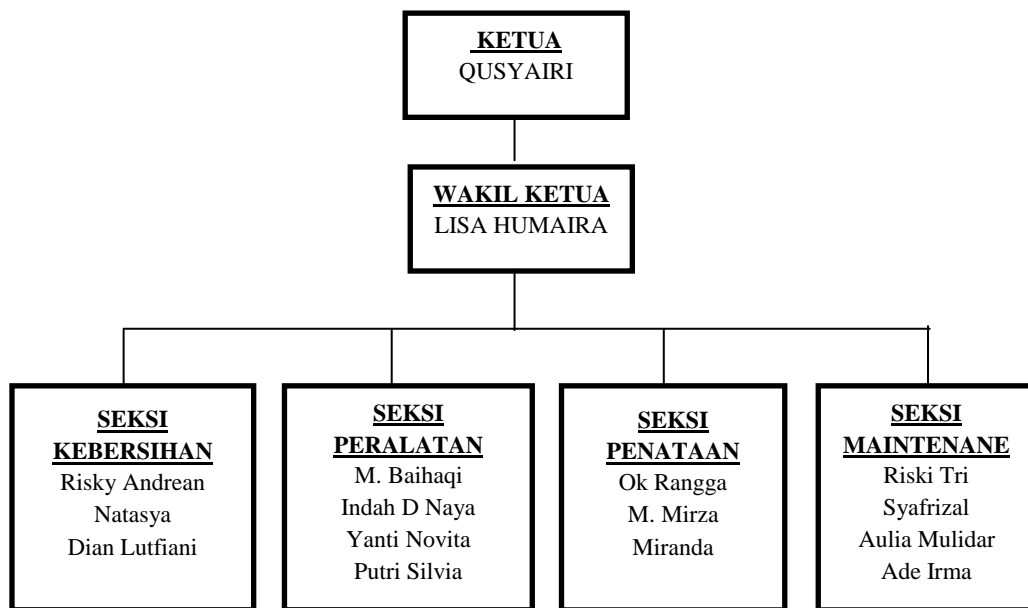 KETUA
QUSYAIRI
WAKIL KETUA
LISA HUMAIRA
SEKSI
KEBERSIHAN
Risky Andrean
Natasya
Dian Lutfiani
SEKSI
PERALATAN
M. Baihaqi
Indah D Naya
Yanti Novita
Putri Silvia
SEKSI
PENATAAN
Ok Rangga
M. Mirza
Miranda
SEKSI
MAINTENANE
Riski Tri
Syafrizal
Aulia Mulidar
Ade Irma